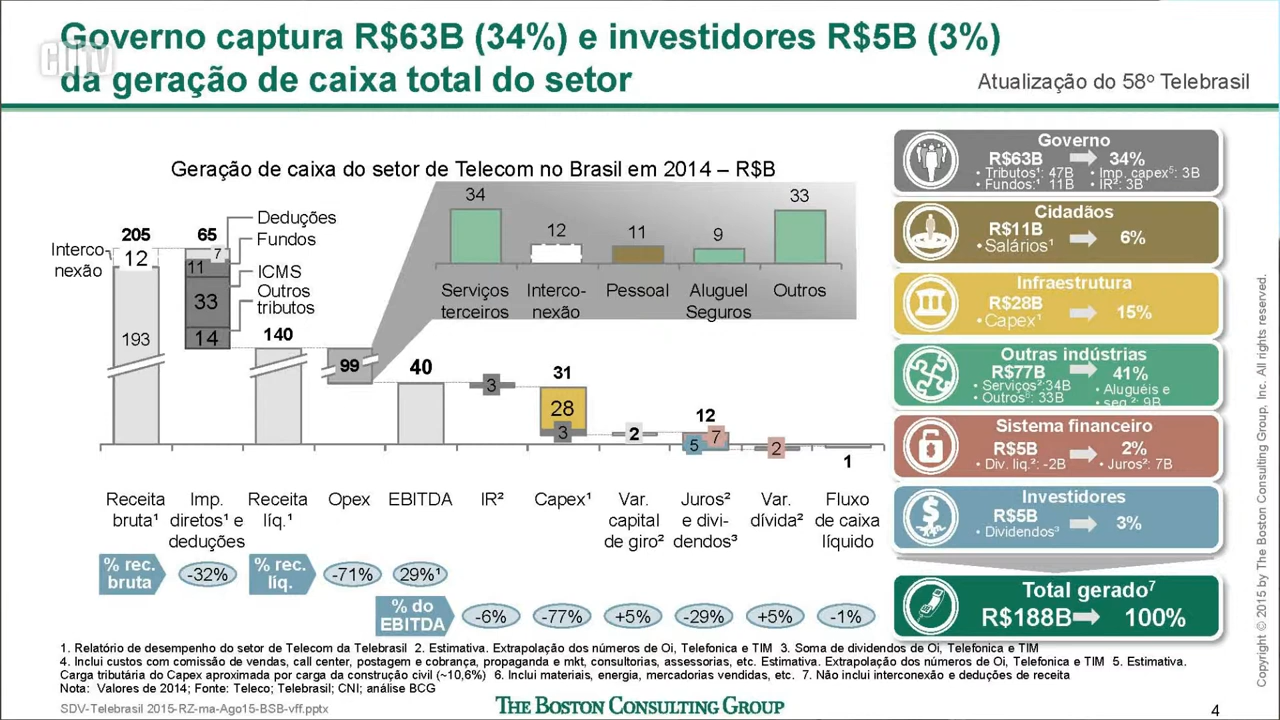 Governo captura R$63B (34%) e investidores R$5B (3%)
da geração de caixa total do setor
Atualização do 58º Telebrasil
Geração de caixa do setor de Telecom no Brasil em 2014 – R$B
205
12
Interco-
nexão
193
65
7
11
33
14
Deduções
Fundos
ICMS
Outros
tributos
140
99
40
3
31
28
3
2
12
7
5
2
1
34
12
11
9
33
Serviços
terceiros
Interco-
nexão
Pessoal
Aluguel
Seguros
Outros
Receita
bruta¹
Imp.
diretos¹ e
deduções
Receita
líq.¹
Opex
EBITDA
IR²
Capex¹
Var.
capital
de giro²
Juros²
e divi-
dendos³
Var.
dívida²
Fluxo
de caixa
líquido
% rec.
bruta
-32%
% rec.
líq.
-71%
29%¹
% do
EBITDA
-6%
-77%
+5%
-29%
+5%
-1%
Governo
R$63B 34%
• Tributos¹: 47B • Imp. capex⁵: 3B
• Fundos:¹ 11B • IR²: 3B
Cidadãos
R$11B
• Salários¹
6%
Infraestrutura
R$28B
• Capex¹
15%
Outras indústrias
R$77B 41%
• Serviços²:34B • Aluguéis e
• Outros⁶: 33B • seg.²: 9B
Sistema financeiro
R$5B 2%
• Div. liq.²: -2B • Juros²: 7B
Investidores
R$5B
• Dividendos³
3%
Total gerado⁷
R$188B 100%
1. Relatório de desempenho do setor de Telecom da Telebrasil 2. Estimativa. Extrapolação dos números de Oi, Telefonica e TIM 3. Soma de dividendos de Oi, Telefonica e TIM
4. Inclui custos com comissão de vendas, call center, postagem e cobrança, propaganda e mkt, consultorias, assessorias, etc. Estimativa. Extrapolação dos números de Oi, Telefonica e TIM 5. Estimativa.
Carga tributária do Capex aproximada por carga da construção civil (~10,6%) 6. Inclui materiais, energia, mercadorias vendidas, etc. 7. Não inclui interconexão e deduções de receita
Nota: Valores de 2014; Fonte: Teleco; Telebrasil; CNI; análise BCG
SDV-Telebrasil 2015-RZ-ma-Ago15-BSB-vff.pptx
THE BOSTON CONSULTING GROUP
4
Copyright © 2015 by The Boston Consulting Group, Inc. All rights reserved.